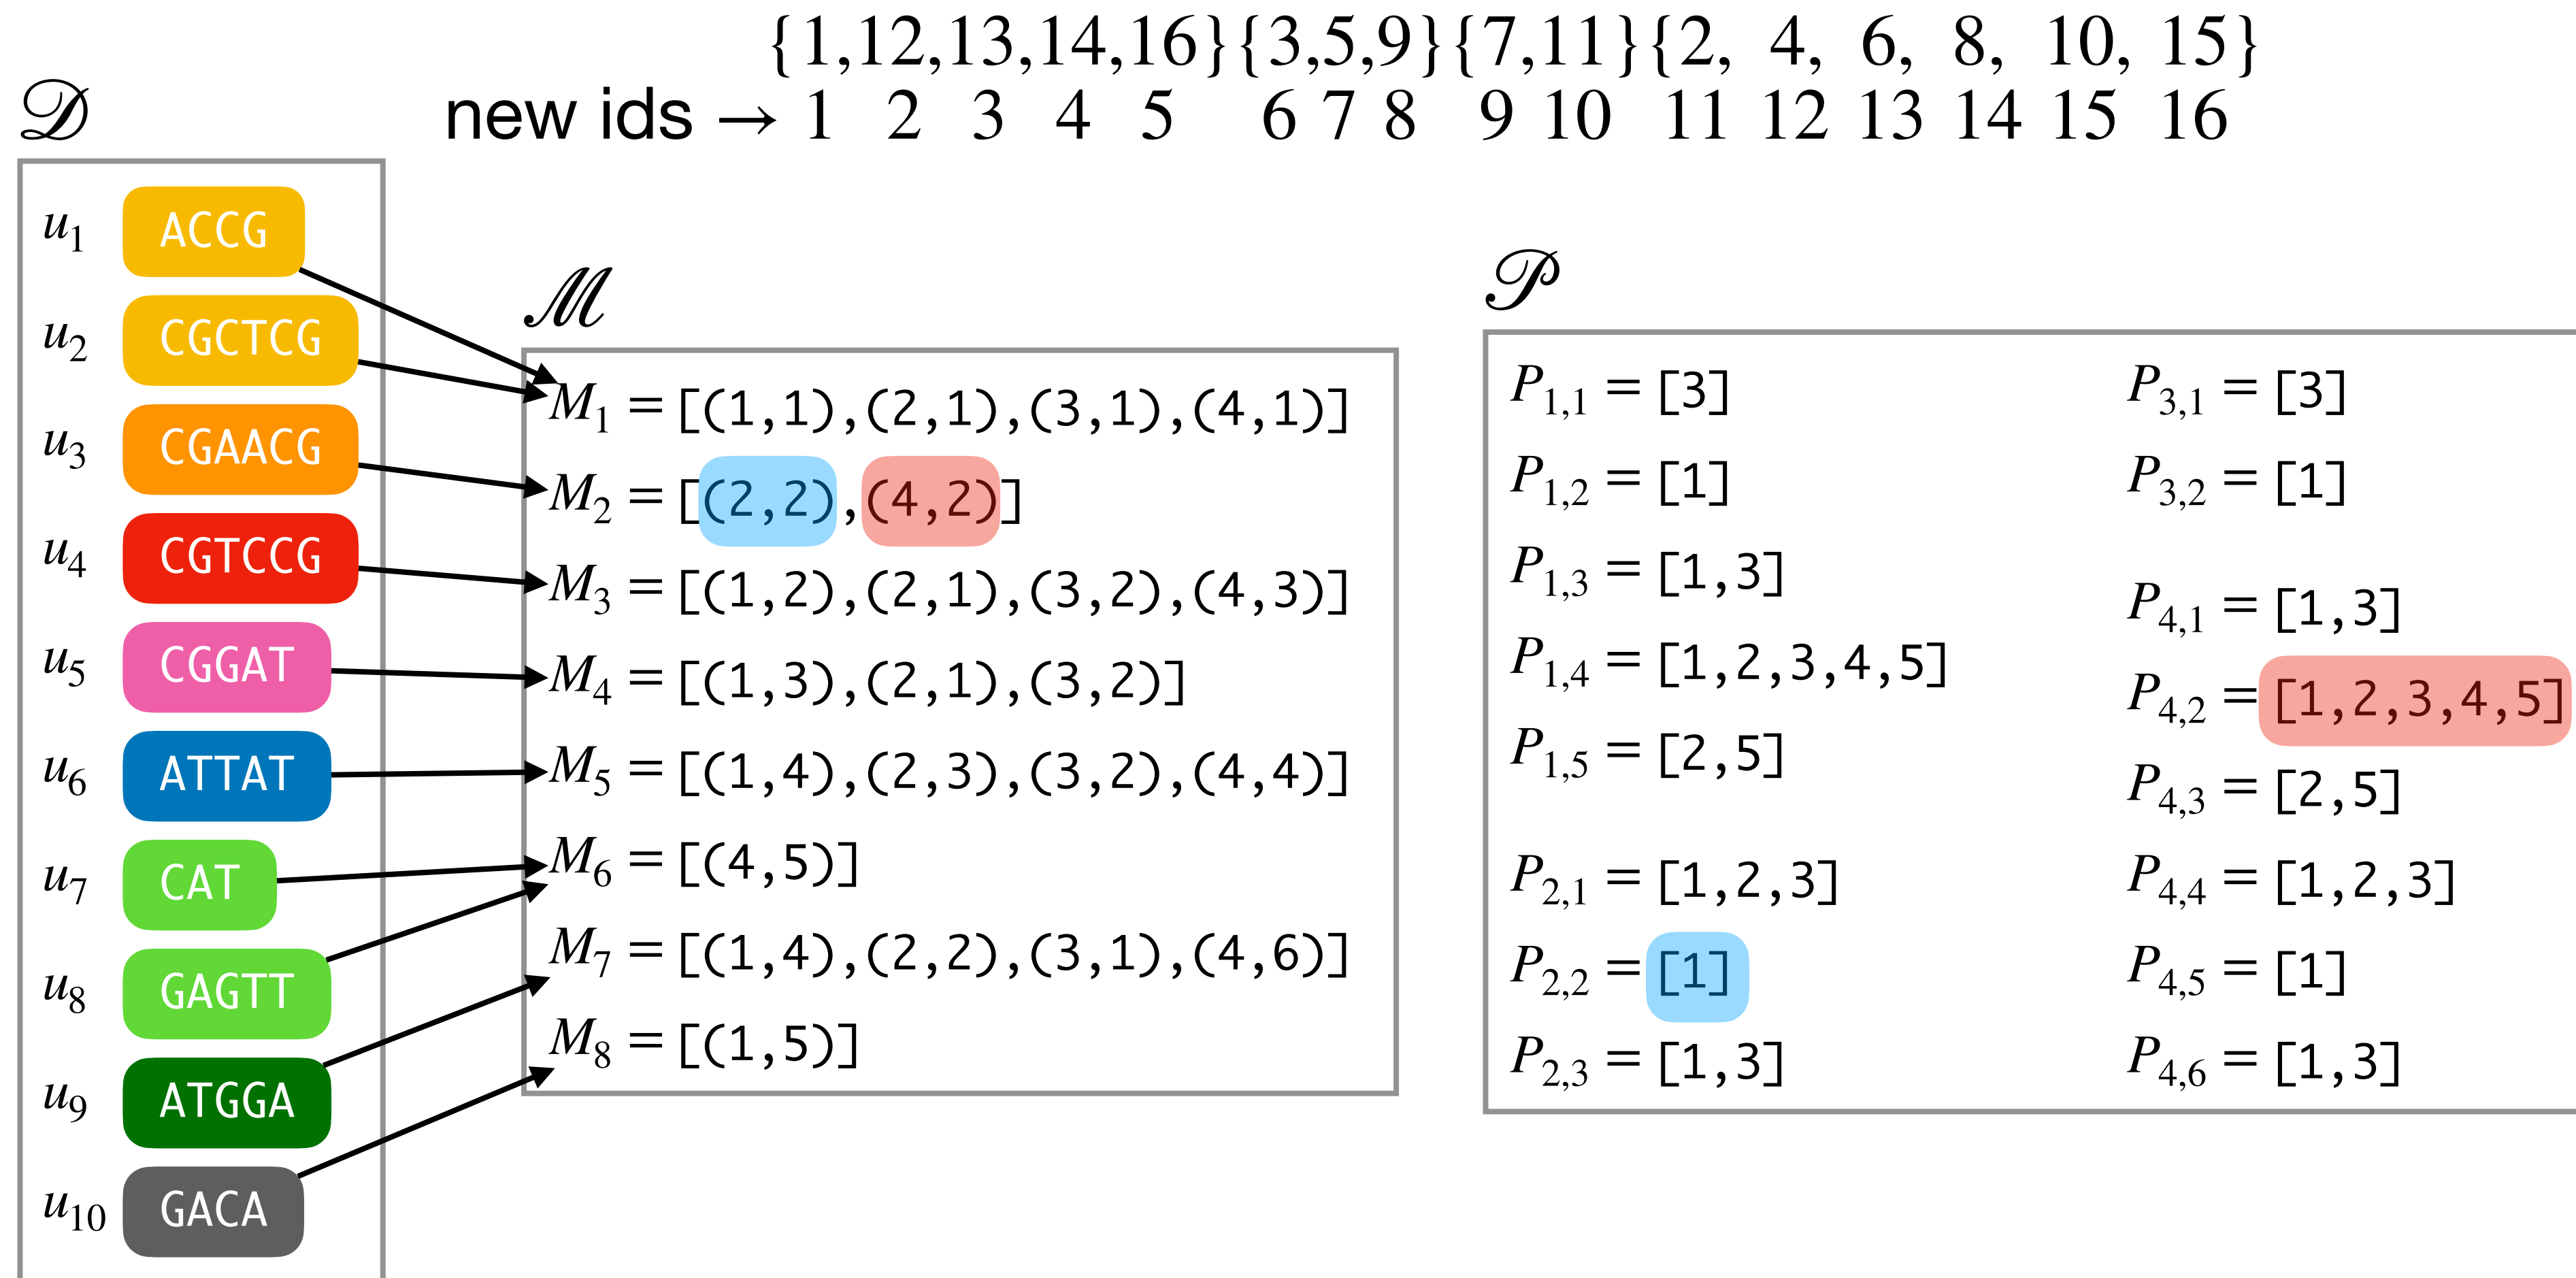 {1,12,13,14,16}{3,5,9}{7,11}{2, 4, 6, 8, 10, 15}
new ids → 1 2 3 4 5 6 7 8 9 10 11 12 13 14 15 16
𝒟
u1 ACCG
u2 CGCTCG
u3 CGAACG
u4 CGTCCG
u5 CGGAT
u6 ATTAT
u7 CAT
u8 GAGTT
u9 ATGGA
u10 GACA
ℳ
M1 = [(1,1),(2,1),(3,1),(4,1)]
M2 = [(2,2),(4,2)]
M3 = [(1,2),(2,1),(3,2),(4,3)]
M4 = [(1,3),(2,1),(3,2)]
M5 = [(1,4),(2,3),(3,2),(4,4)]
M6 = [(4,5)]
M7 = [(1,4),(2,2),(3,1),(4,6)]
M8 = [(1,5)]
𝒫
P1,1 = [3]
P1,2 = [1]
P1,3 = [1,3]
P1,4 = [1,2,3,4,5]
P1,5 = [2,5]
P2,1 = [1,2,3]
P2,2 = [1]
P2,3 = [1,3]
P3,1 = [3]
P3,2 = [1]
P4,1 = [1,3]
P4,2 = [1,2,3,4,5]
P4,3 = [2,5]
P4,4 = [1,2,3]
P4,5 = [1]
P4,6 = [1,3]